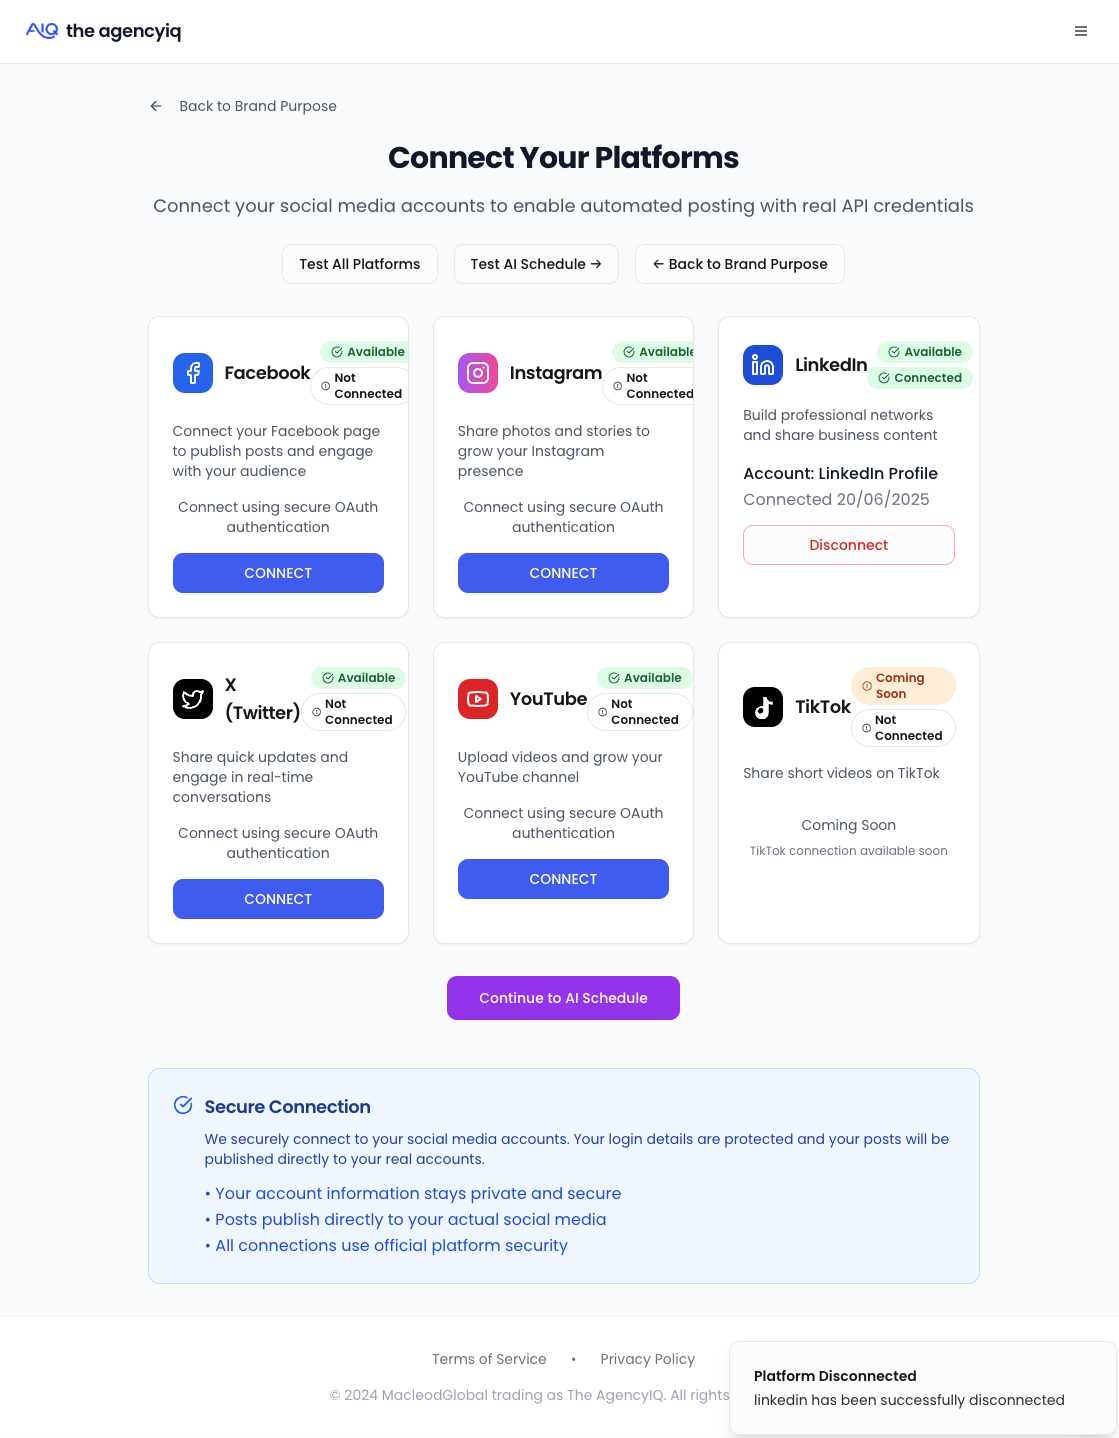 AIQ the agencyiq
← Back to Brand Purpose
Connect Your Platforms
Connect your social media accounts to enable automated posting with real API credentials
Test All Platforms
Test AI Schedule →
← Back to Brand Purpose
Facebook
Available
Not
Connected
Connect your Facebook page
to publish posts and engage
with your audience
Connect using secure OAuth
authentication
CONNECT
Instagram
Available
Not
Connected
Share photos and stories to
grow your Instagram
presence
Connect using secure OAuth
authentication
CONNECT
LinkedIn
Available
Connected
Build professional networks
and share business content
Account: LinkedIn Profile
Connected 20/06/2025
Disconnect
X
(Twitter)
Available
Not
Connected
Share quick updates and
engage in real-time
conversations
Connect using secure OAuth
authentication
CONNECT
YouTube
Available
Not
Connected
Upload videos and grow your
YouTube channel
Connect using secure OAuth
authentication
CONNECT
TikTok
Coming
Soon
Not
Connected
Share short videos on TikTok
Coming Soon
TikTok connection available soon
Continue to AI Schedule
Secure Connection
We securely connect to your social media accounts. Your login details are protected and your posts will be
published directly to your real accounts.
• Your account information stays private and secure
• Posts publish directly to your actual social media
• All connections use official platform security
Terms of Service • Privacy Policy
© 2024 MacleodGlobal trading as The AgencyIQ. All rights
Platform Disconnected
linkedin has been successfully disconnected